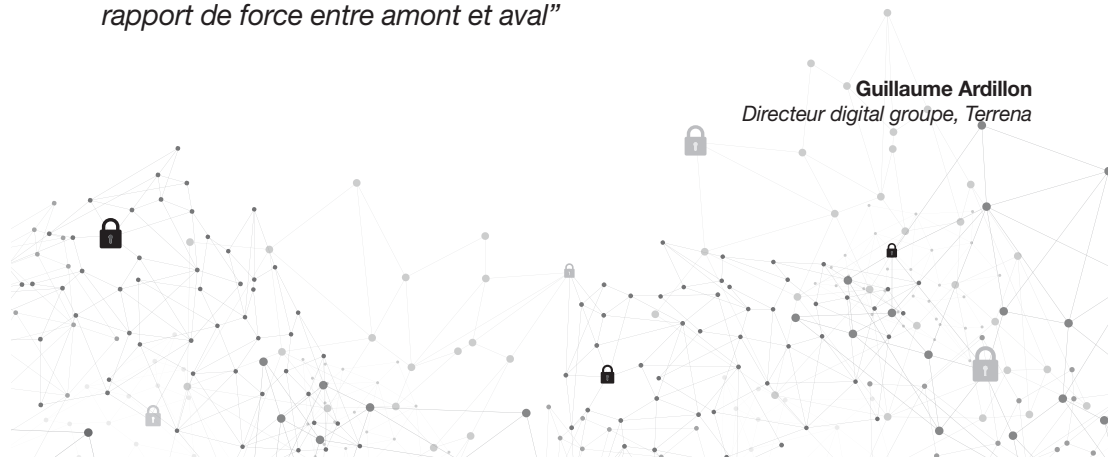 rapport de force entre amont et aval”
Guillaume Ardillon
Directeur digital groupe, Terrena